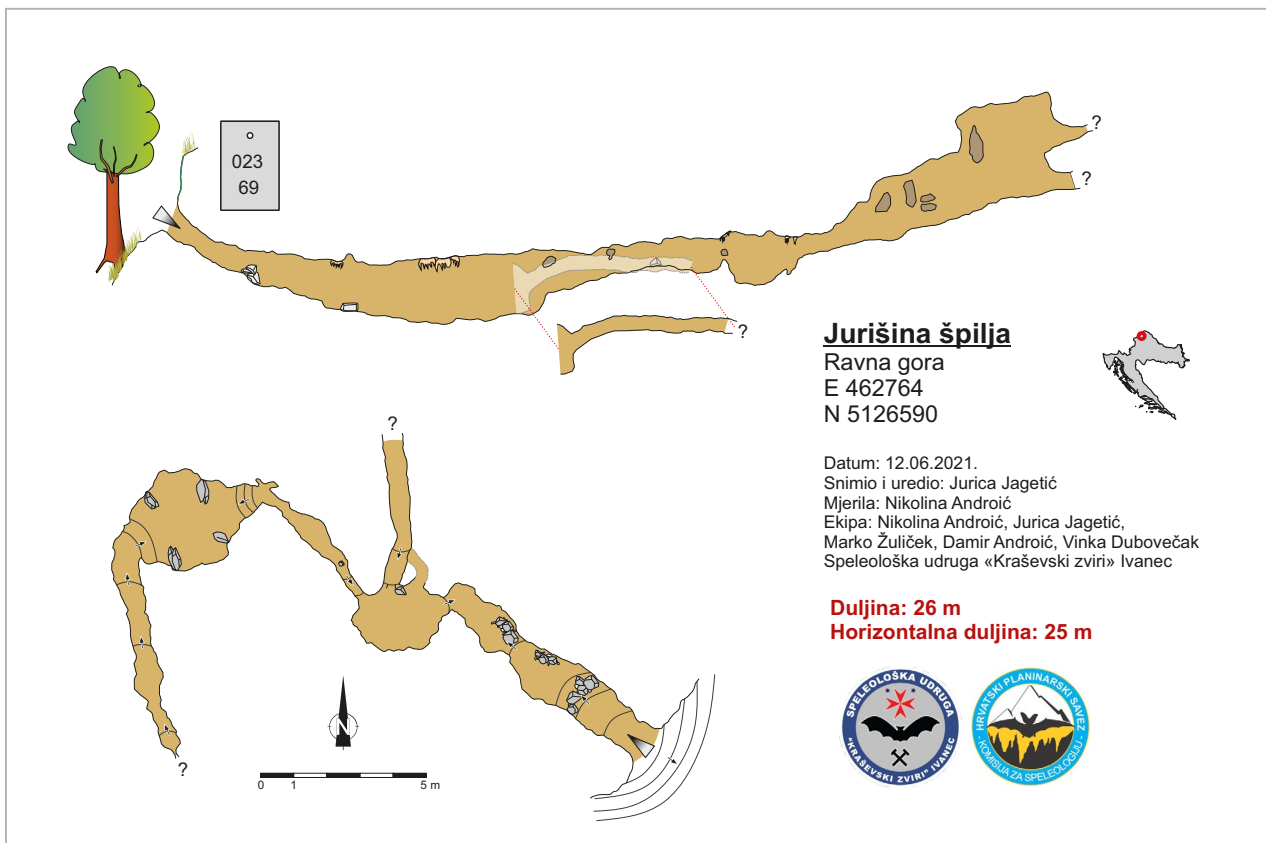 023
69
?
?
?
Jurišina špilja
Ravna gora
E 462764
N 5126590
Datum: 12.06.2021.
Snimio i uredio: Jurica Jagetić
Mjerila: Nikolina Androić
Ekipa: Nikolina Androić, Jurica Jagetić,
Marko Žuliček, Damir Androić, Vinka Dubovečak
Speleološka udruga «Kraševski zviri» Ivanec
Duljina: 26 m
Horizontalna duljina: 25 m
?
?
N
0 1 5 m
SPELEOLOŠKA UDRUGA
"KRAŠEVSKI ZVIRI" IVANEC
HRVATSKI PLANINARSKI SAVEZ
- KOMISIJA ZA SPELEOLOGIJU -